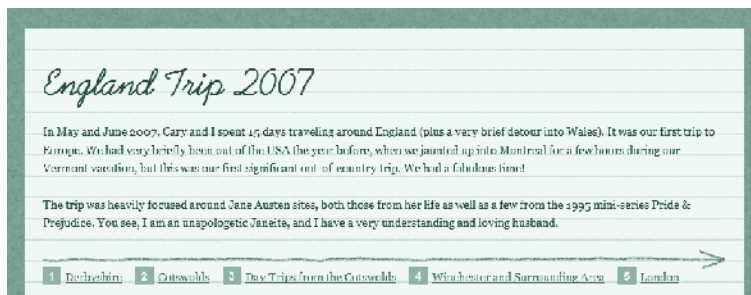 England Trip 2007
In May and June 2007, Cary and I spent 15 days traveling around England (plus a very brief detour into Wales). It was our first trip to
Europe. We had very briefly been out of the USA the year before, when we jaunted up into Montreal for a few hours during our
Vermont vacation, but this was our first significant out-of-country trip. We had a fabulous time!
The trip was heavily focused around Jane Austen sites, both those from her life as well as a few from the 1995 mini-series Pride &
Prejudice. You see, I am an unapologetic Janeite, and I have a very understanding and loving husband.
1 Derbyshire 2 Cotswolds 3 Day Trips from the Cotswolds 4 Winchester and Surrounding Area 5 London